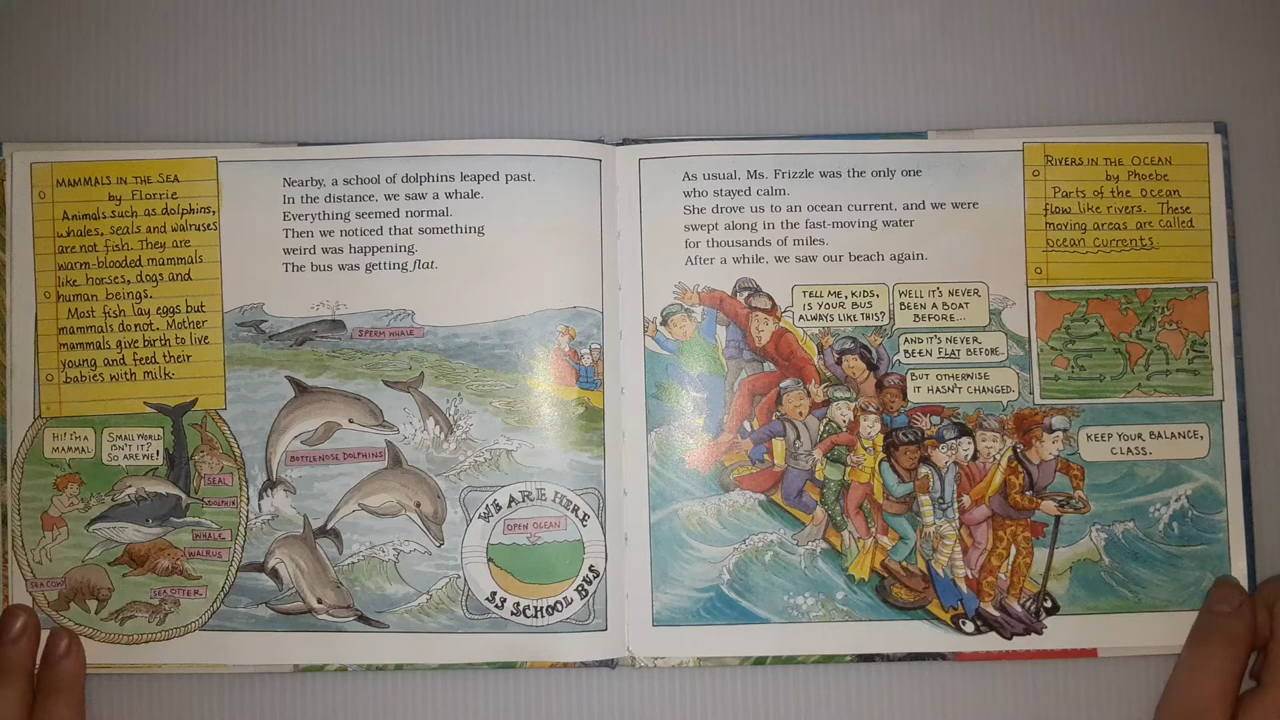 MAMMALS IN THE SEA
by Florrie
Animals such as dolphins,
whales, seals and walruses
are not fish. They are
warm-blooded mammals
like horses, dogs and
human beings.
Most fish lay eggs but
mammals do not. Mother
mammals give birth to live
young and feed their
babies with milk.
Nearby, a school of dolphins leaped past.
In the distance, we saw a whale.
Everything seemed normal.
Then we noticed that something
weird was happening.
The bus was getting flat.
SPERM WHALE
BOTTLENOSE DOLPHINS
HI! I'M A
MAMMAL
SMALL WORLD
ISN'T IT?
SO ARE WE!
SEAL
DOLPHIN
WHALE
WALRUS
SEA COW
SEA OTTER
WE ARE HERE
OPEN OCEAN
SS SCHOOL BUS
As usual, Ms. Frizzle was the only one
who stayed calm.
She drove us to an ocean current, and we were
swept along in the fast-moving water
for thousands of miles.
After a while, we saw our beach again.
RIVERS IN THE OCEAN
by Phoebe
Parts of the ocean
flow like rivers. These
moving areas are called
ocean currents.
TELL ME, KIDS,
IS YOUR BUS
ALWAYS LIKE THIS?
WELL IT'S NEVER
BEEN A BOAT
BEFORE...
AND IT'S NEVER
BEEN FLAT BEFORE...
BUT OTHERWISE
IT HASN'T CHANGED.
KEEP YOUR BALANCE,
CLASS.